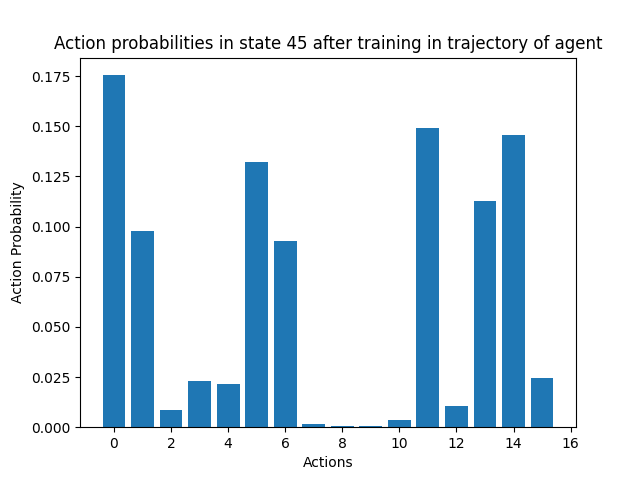 Action probabilities in state 45 after training in trajectory of agent
0.175
0.150
0.125
0.100
0.075
0.050
0.025
0.000
Action Probability
0 2 4 6 8 10 12 14 16
Actions